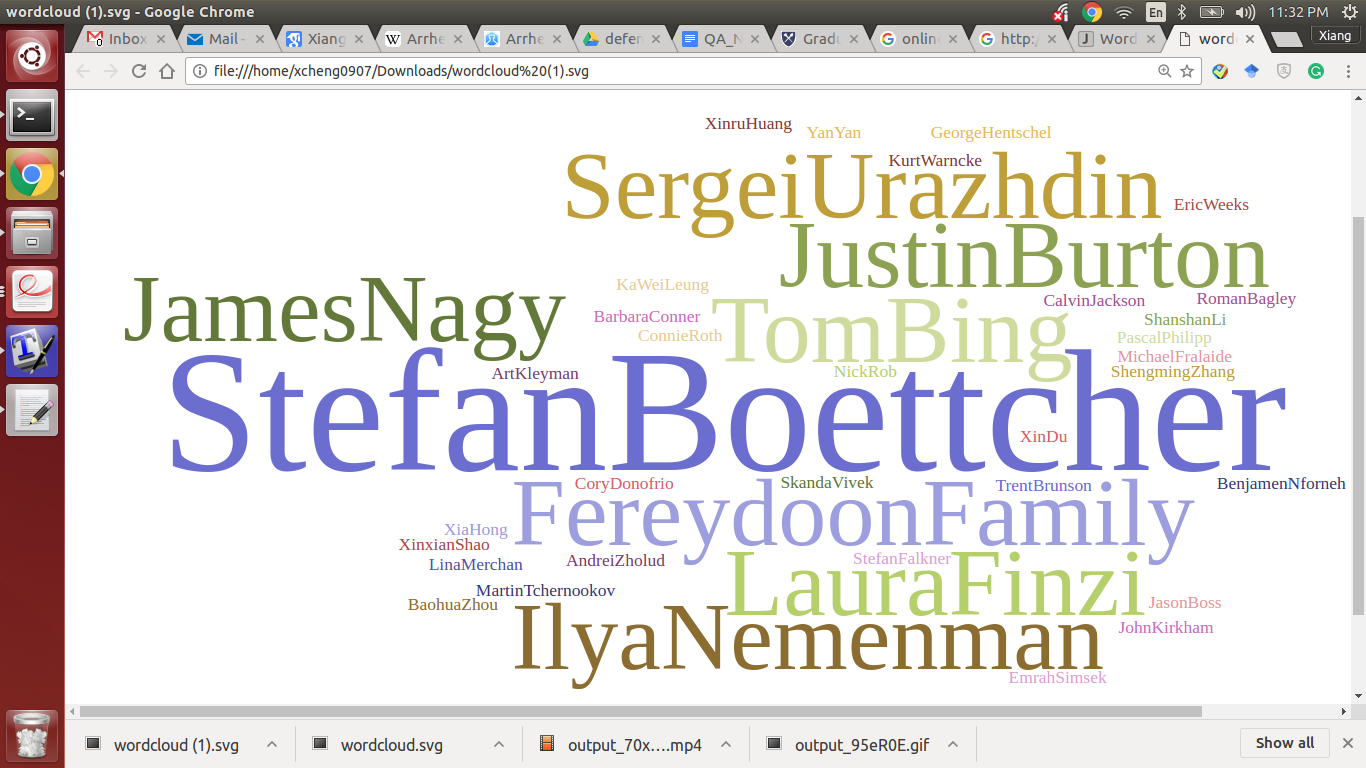 wordcloud (1).svg - Google Chrome
En
11:32 PM
Inbox
Mail -
Xiang
Arrhe
Arrhe
defen
QA_N
Gradu
online
http:/
Word
word
Xiang
file:///home/xcheng0907/Downloads/wordcloud%20(1).svg
XinruHuang
YanYan
GeorgeHentschel
KurtWarncke
SergeiUrazhdin
EricWeeks
JustinBurton
JamesNagy
KaWeiLeung
CalvinJackson
RomanBagley
BarbaraConner
TomBing
ShanshanLi
ConnieRoth
PascalPhilipp
MichaelFralaide
ArtKleyman
NickRob
ShengmingZhang
StefanBoettcher
XinDu
CoryDonofrio
SkandaVivek
TrentBrunson
BenjamenNforneh
FereydoonFamily
XiaHong
XinxianShao
LinaMerchan
AndreiZholud
StefanFalkner
LauraFinzi
MartinTchernookov
BaohuaZhou
JasonBoss
IlyaNemenman
JohnKirkham
EmrahSimsek
wordcloud (1).svg
wordcloud.svg
output_70x….mp4
output_95eR0E.gif
Show all